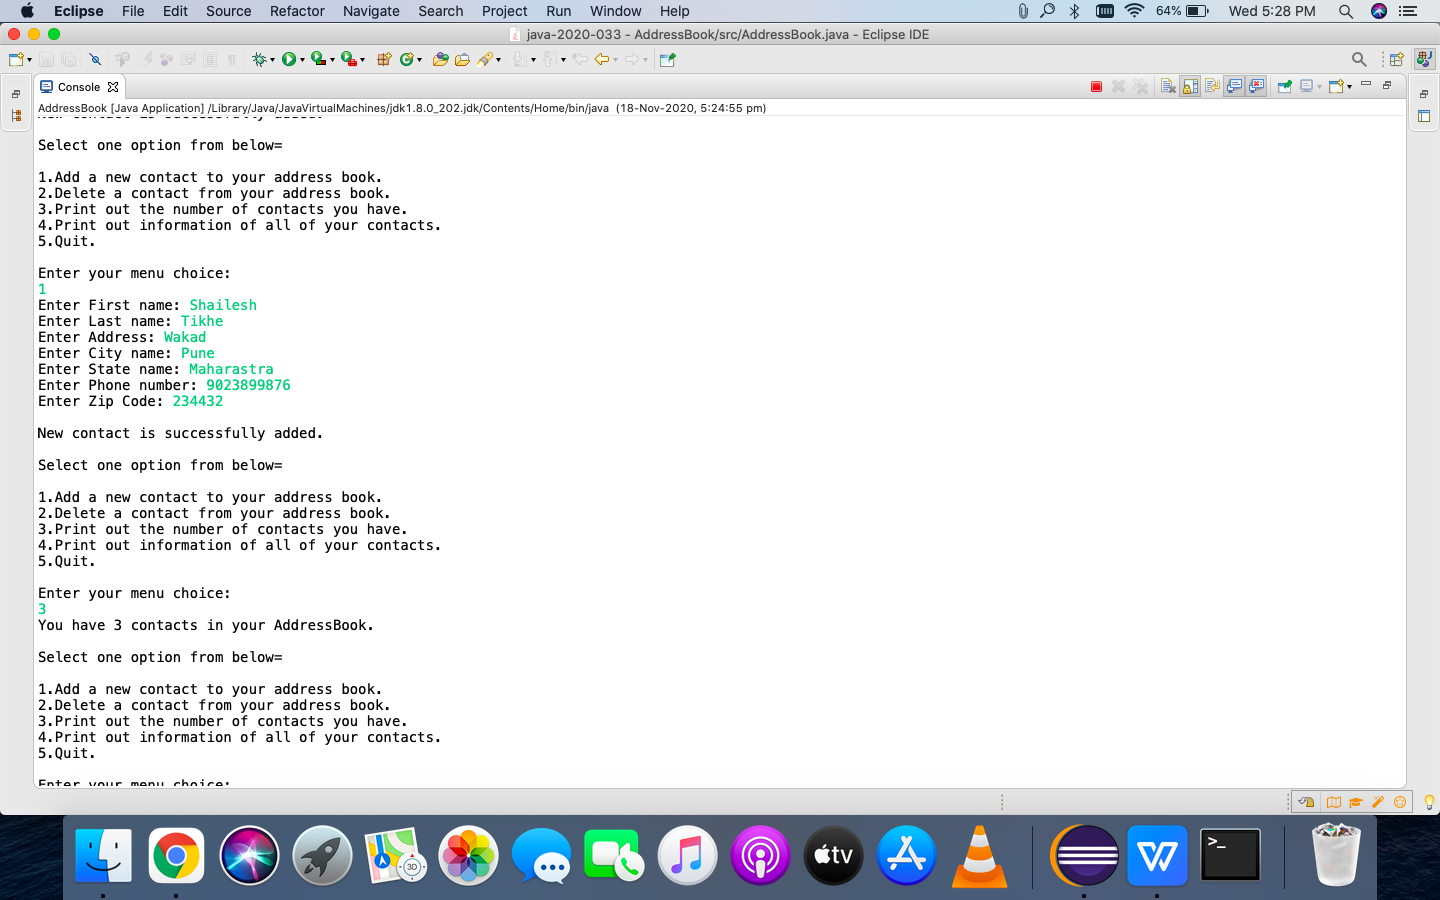 Eclipse File Edit Source Refactor Navigate Search Project Run Window Help 64% Wed 5:28 PM
java-2020-033 - AddressBook/src/AddressBook.java - Eclipse IDE
Console
AddressBook [Java Application] /Library/Java/JavaVirtualMachines/jdk1.8.0_202.jdk/Contents/Home/bin/java (18-Nov-2020, 5:24:55 pm)
New contact is successfully added.
Select one option from below=
1.Add a new contact to your address book.
2.Delete a contact from your address book.
3.Print out the number of contacts you have.
4.Print out information of all of your contacts.
5.Quit.
Enter your menu choice:
1
Enter First name: Shailesh
Enter Last name: Tikhe
Enter Address: Wakad
Enter City name: Pune
Enter State name: Maharastra
Enter Phone number: 9023899876
Enter Zip Code: 234432
New contact is successfully added.
Select one option from below=
1.Add a new contact to your address book.
2.Delete a contact from your address book.
3.Print out the number of contacts you have.
4.Print out information of all of your contacts.
5.Quit.
Enter your menu choice:
3
You have 3 contacts in your AddressBook.
Select one option from below=
1.Add a new contact to your address book.
2.Delete a contact from your address book.
3.Print out the number of contacts you have.
4.Print out information of all of your contacts.
5.Quit.
Enter your menu choice:
3D
tv
W
>_